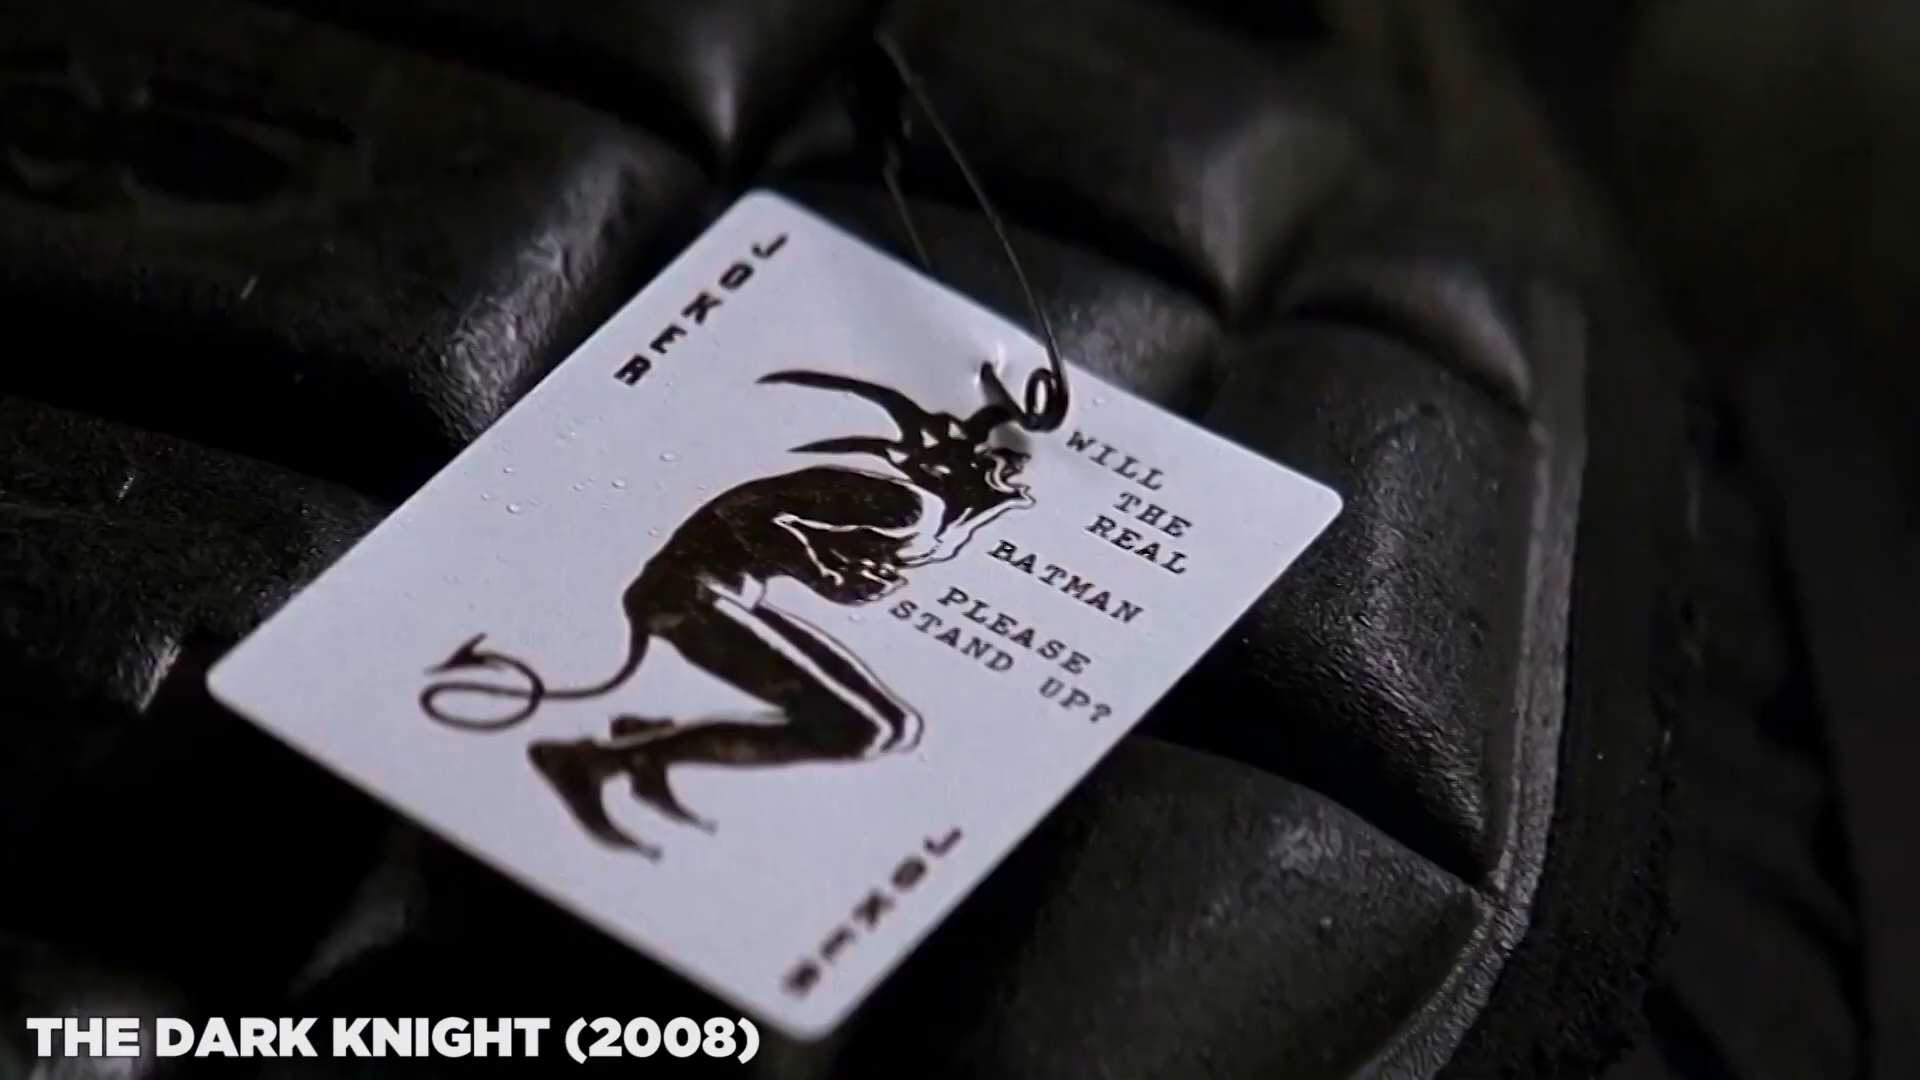 JOKER
WILL
THE
REAL
BATMAN
PLEASE
STAND UP?
JOKER
THE DARK KNIGHT (2008)